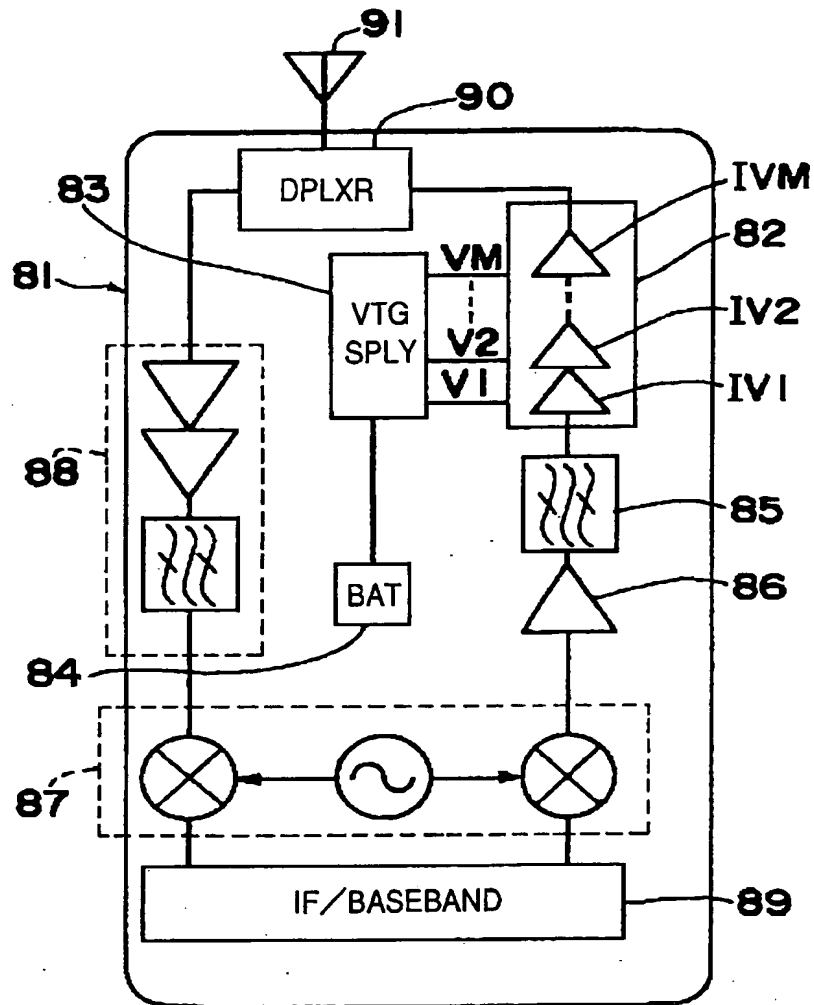 91
90
DPLXR
IVM
83
82
81
VM
VTG
SPLY
IV2
V2
V1
IV1
88
85
BAT
86
84
87
IF/BASEBAND
89